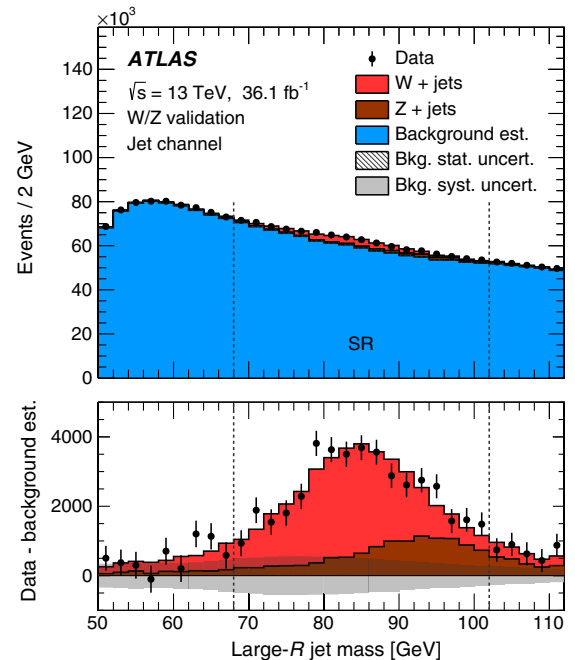 ×10³
160
140
120
100
80
60
40
20
0
Events / 2 GeV
ATLAS
√s = 13 TeV, 36.1 fb⁻¹
W/Z validation
Jet channel
Data
W + jets
Z + jets
Background est.
Bkg. stat. uncert.
Bkg. syst. uncert.
SR
Data - background est.
4000
2000
0
50 60 70 80 90 100 110
Large-R jet mass [GeV]